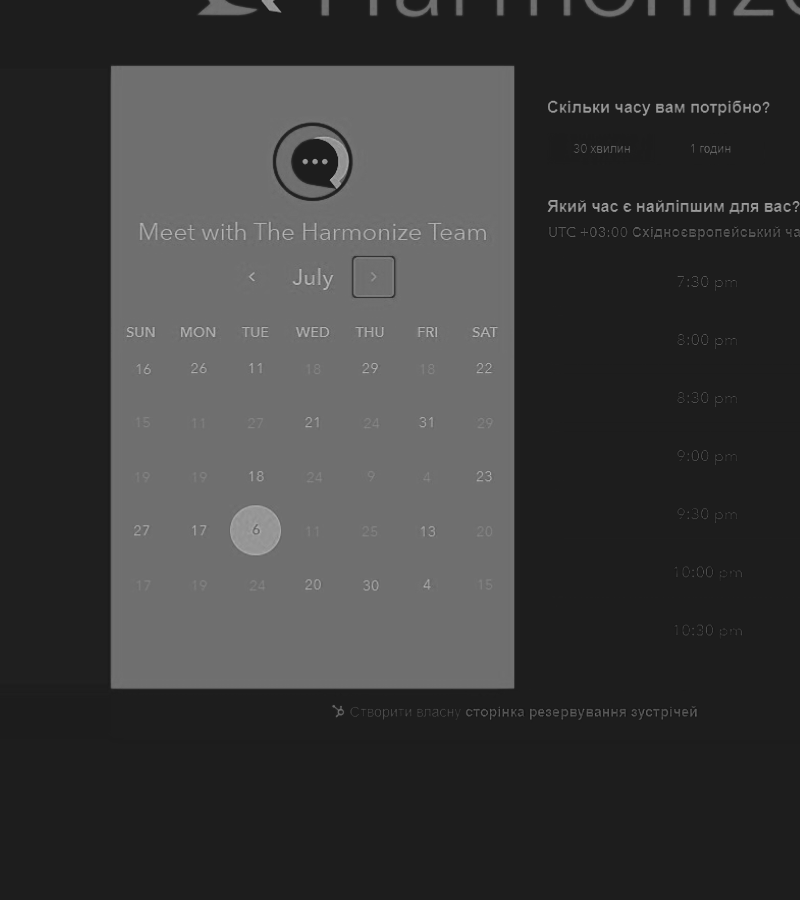 Harmonize
Meet with The Harmonize Team
July
SUN MON TUE WED THU FRI SAT
16 26 11 18 29 18 22
15 11 27 21 24 31 29
19 19 18 24 9 4 23
27 17 6 11 25 13 20
17 19 24 20 30 4 15
Скільки часу вам потрібно?
30 хвилин 1 годин
Який час є найліпшим для вас?
UTC +03:00 Східноєвропейський ча
7:30 pm
8:00 pm
8:30 pm
9:00 pm
9:30 pm
10:00 pm
10:30 pm
Створити власну сторінка резервування зустрічей